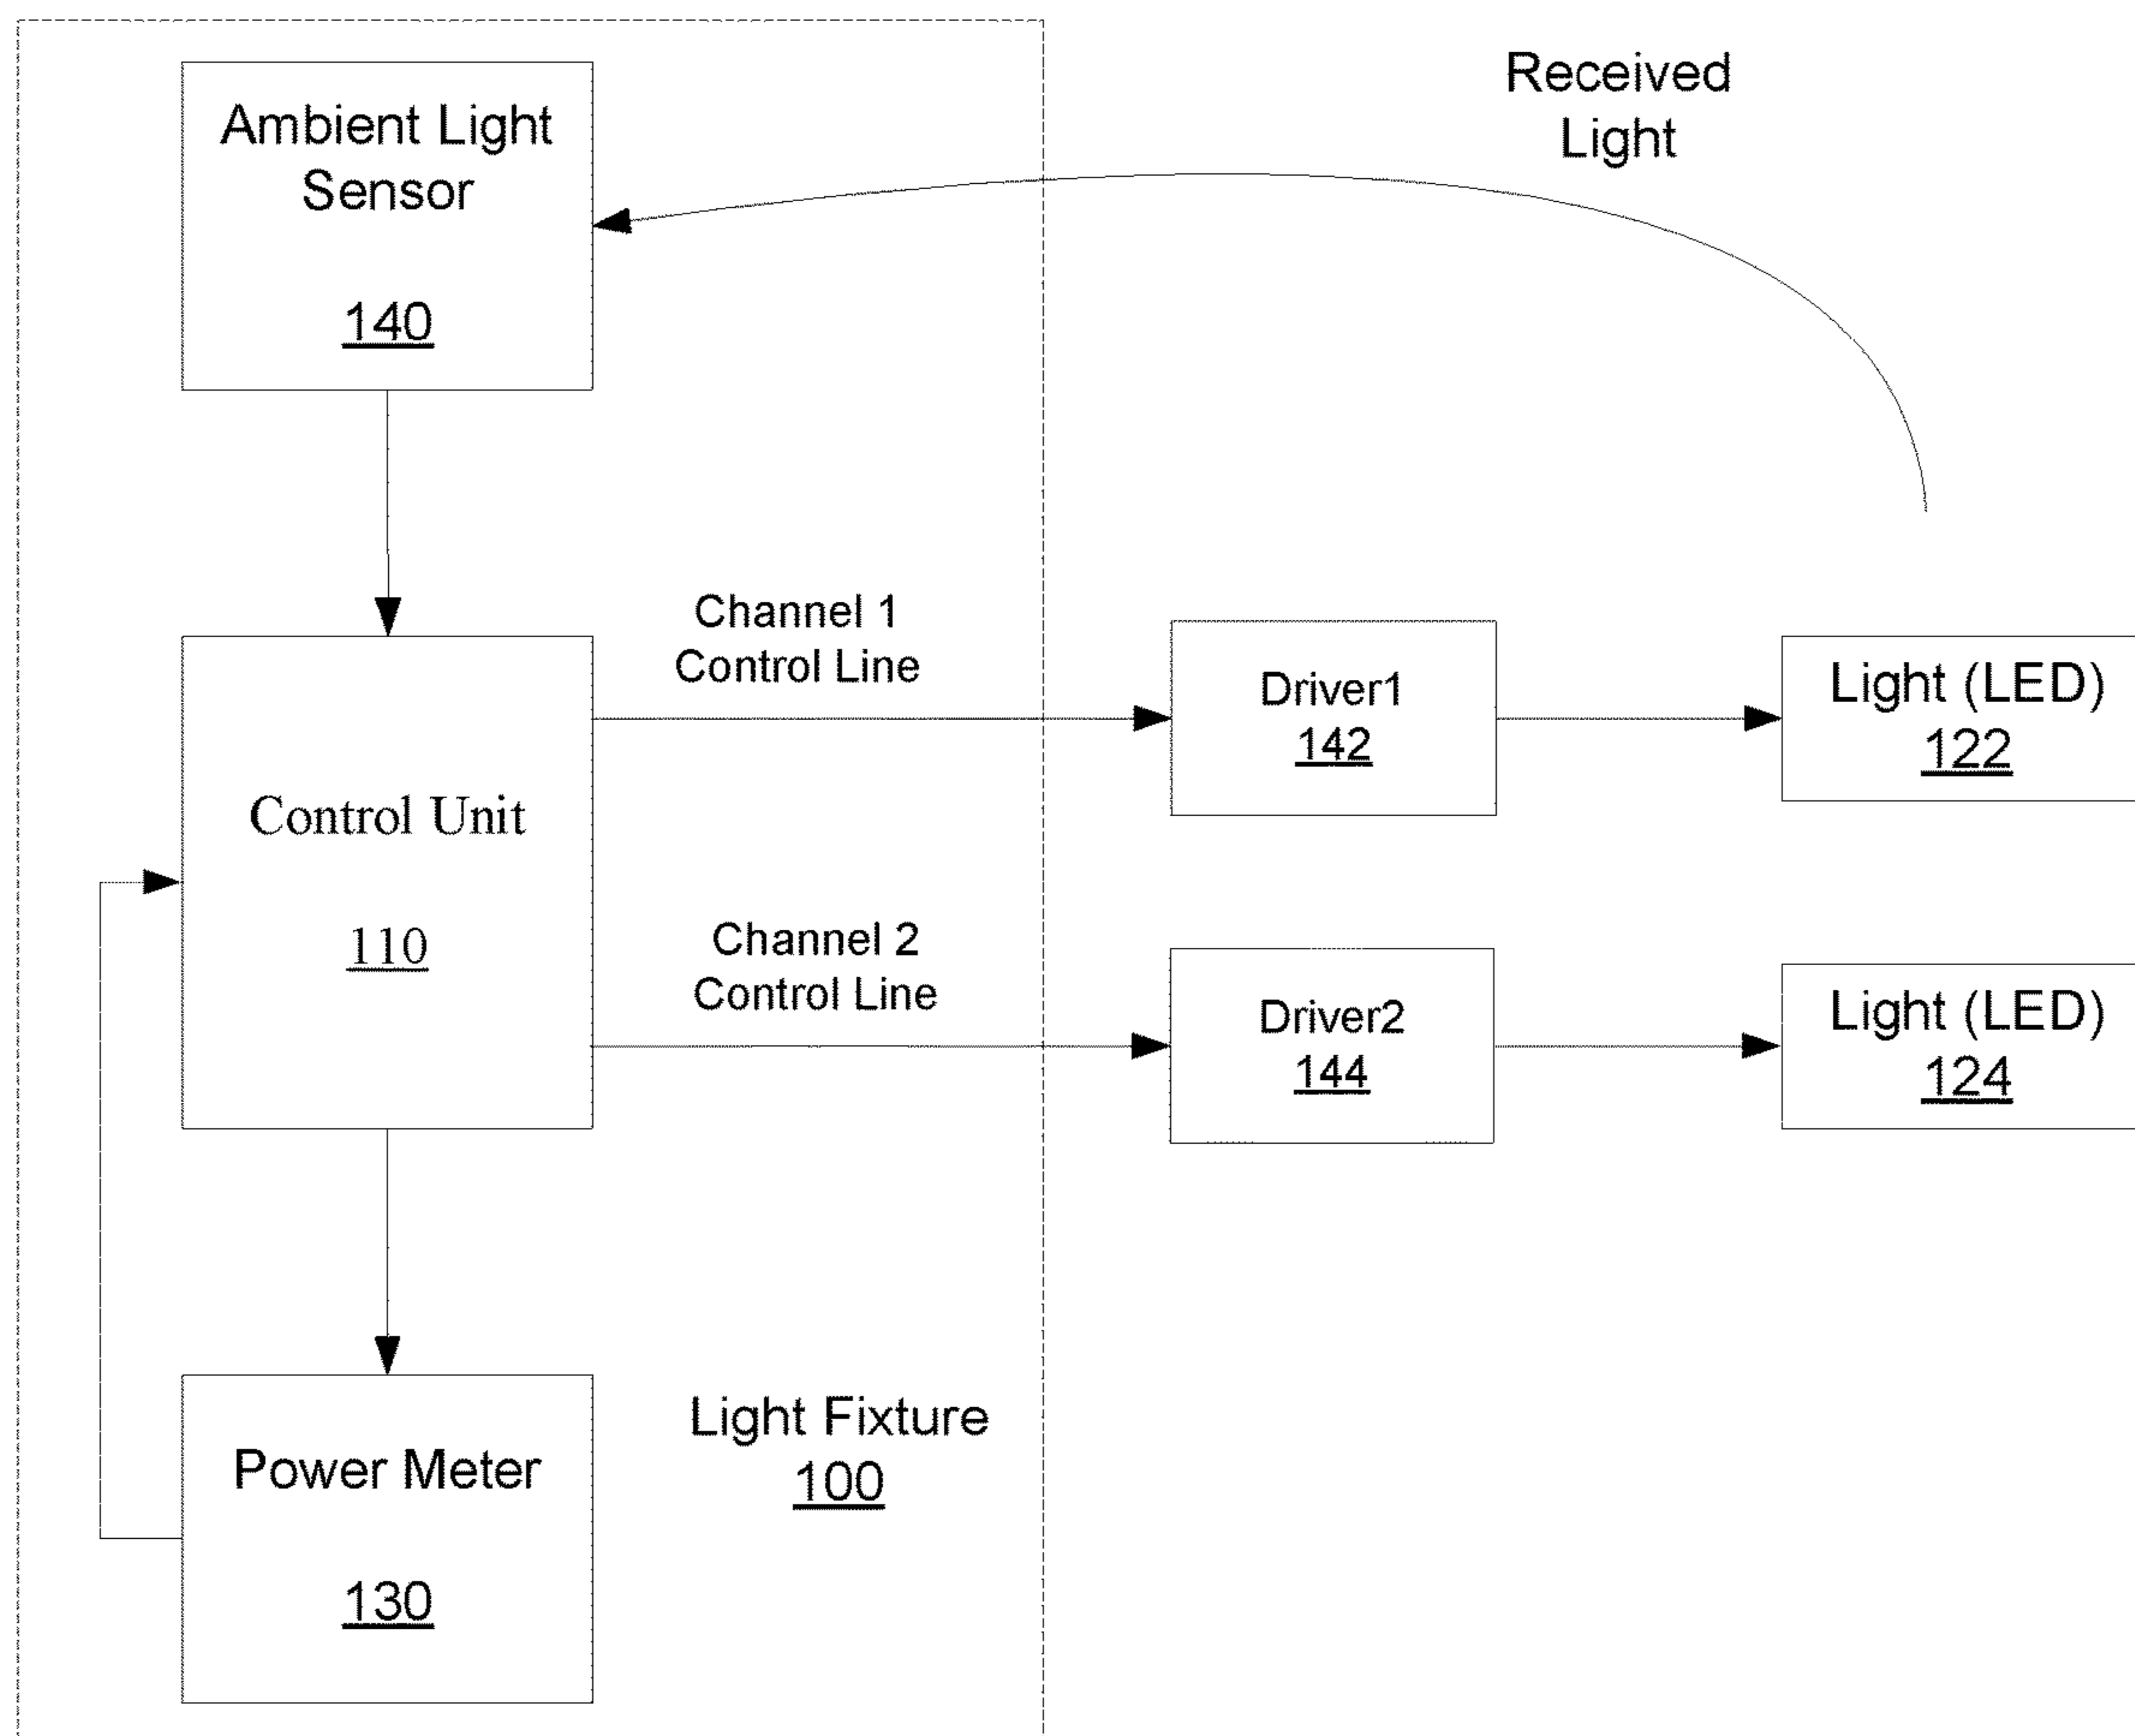 Received
Light
Ambient Light
Sensor
140
Channel 1
Control Line
Driver1
142
Light (LED)
122
Control Unit
110
Channel 2
Control Line
Driver2
144
Light (LED)
124
Power Meter
130
Light Fixture
100